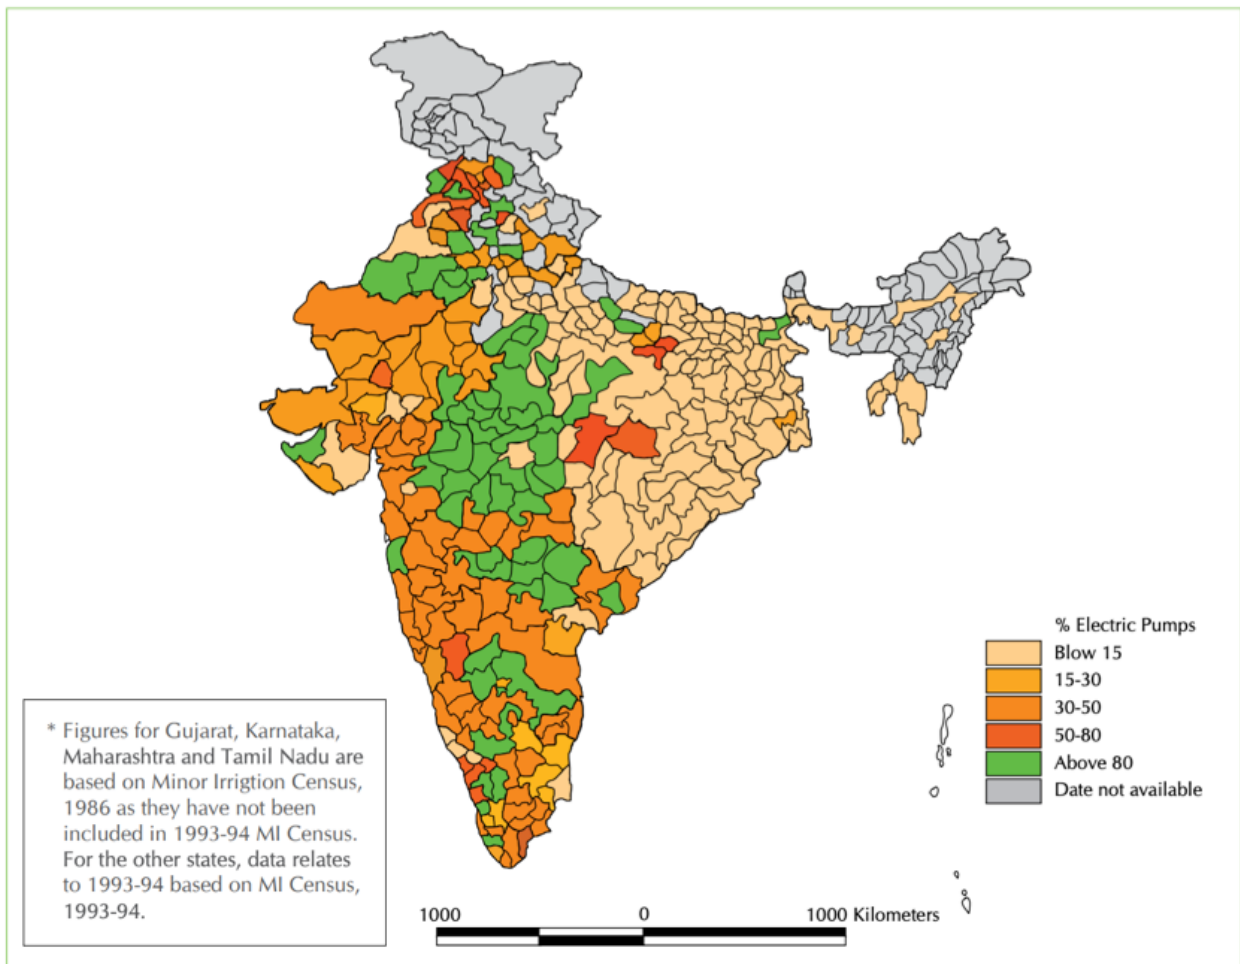 % Electric Pumps
Blow 15
15-30
30-50
50-80
Above 80
Date not available
* Figures for Gujarat, Karnataka,
Maharashtra and Tamil Nadu are
based on Minor Irrigtion Census,
1986 as they have not been
included in 1993-94 MI Census.
For the other states, data relates
to 1993-94 based on MI Census,
1993-94.
1000 0 1000 Kilometers